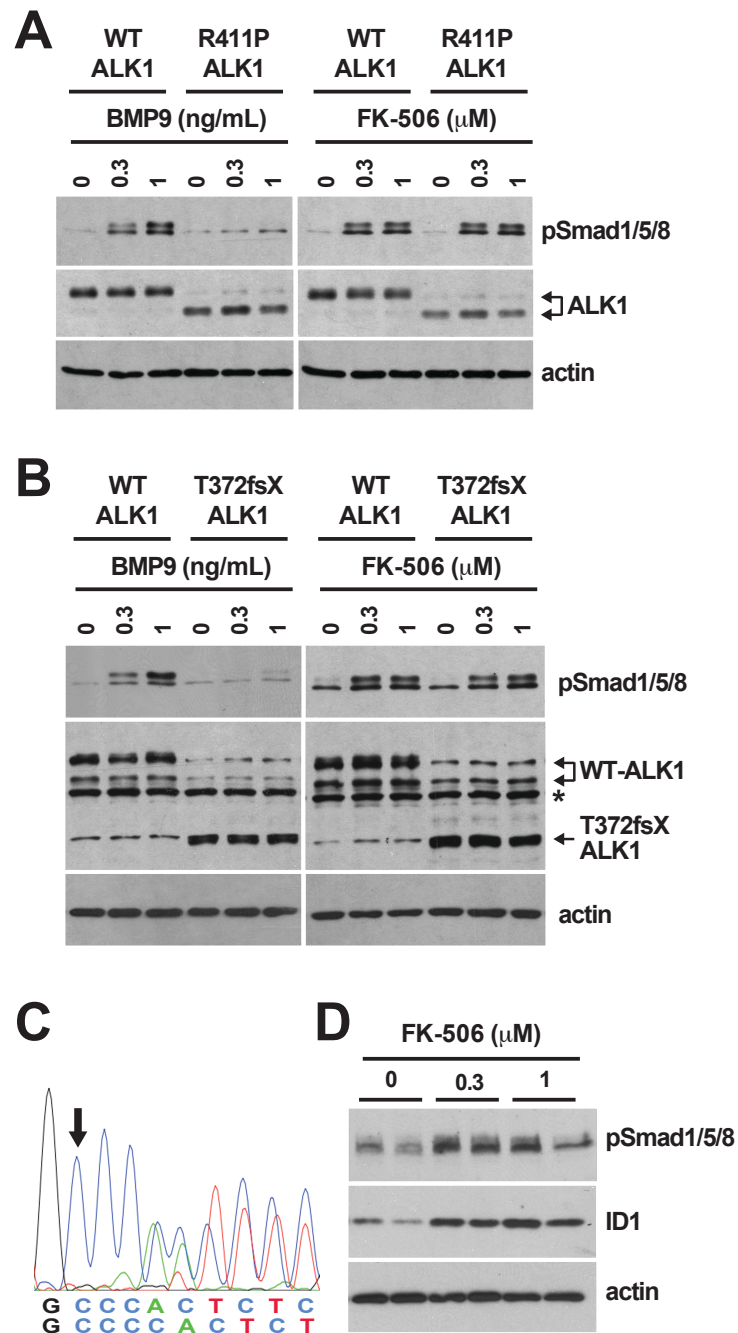 A
WT ALK1
R411P ALK1
WT ALK1
R411P ALK1
BMP9 (ng/mL)
FK-506 (μM)
0 0.3 1 0 0.3 1
0 0.3 1 0 0.3 1
pSmad1/5/8
ALK1
actin
B
WT ALK1
T372fsX ALK1
WT ALK1
T372fsX ALK1
BMP9 (ng/mL)
FK-506 (μM)
0 0.3 1 0 0.3 1
0 0.3 1 0 0.3 1
pSmad1/5/8
WT-ALK1
*
T372fsX
ALK1
actin
C
G C C C A C T C T C
G C C C C A C T C T
D
FK-506 (μM)
0 0.3 1
pSmad1/5/8
ID1
actin